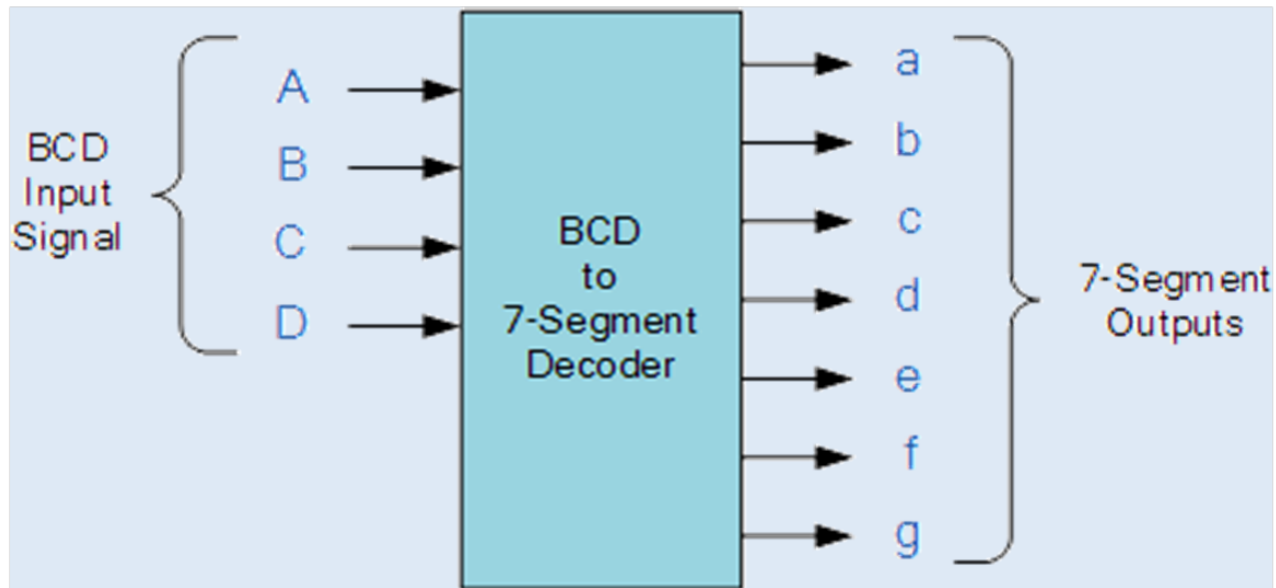 BCD
Input
Signal
A
B
C
D
BCD
to
7-Segment
Decoder
a
b
c
d
e
f
g
7-Segment
Outputs